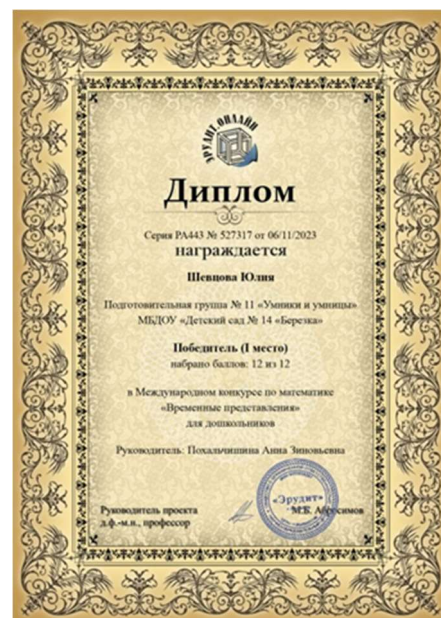 ЭРУДИТ ОНЛАЙН
Диплом
Серия РА443 № 527317 от 06/11/2023
награждается
Шевцова Юлия
Подготовительная группа № 11 «Умники и умницы»
МБДОУ «Детский сад № 14 «Березка»
Победитель (I место)
набрано баллов: 12 из 12
в Международном конкурсе по математике
«Временные представления»
для дошкольников
Руководитель: Похальчишина Анна Зиновьевна
«Эрудит»
Руководитель проекта
М.Б. Абросимов
д.ф.-м.н., профессор